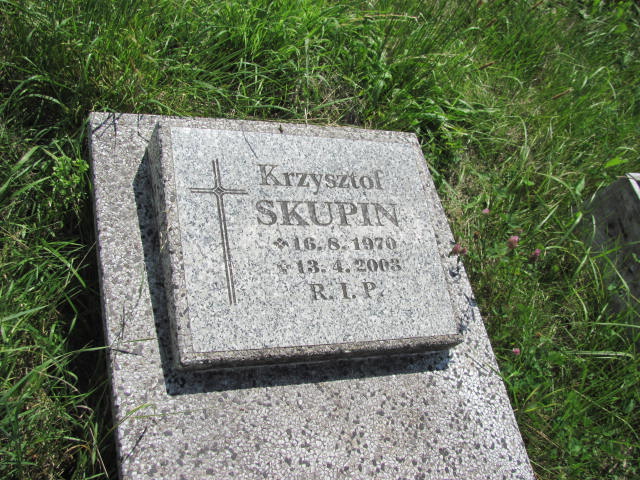 Krzysztof
SKUPIN
16. 8. 1970
13. 4. 2003
R. I. P.